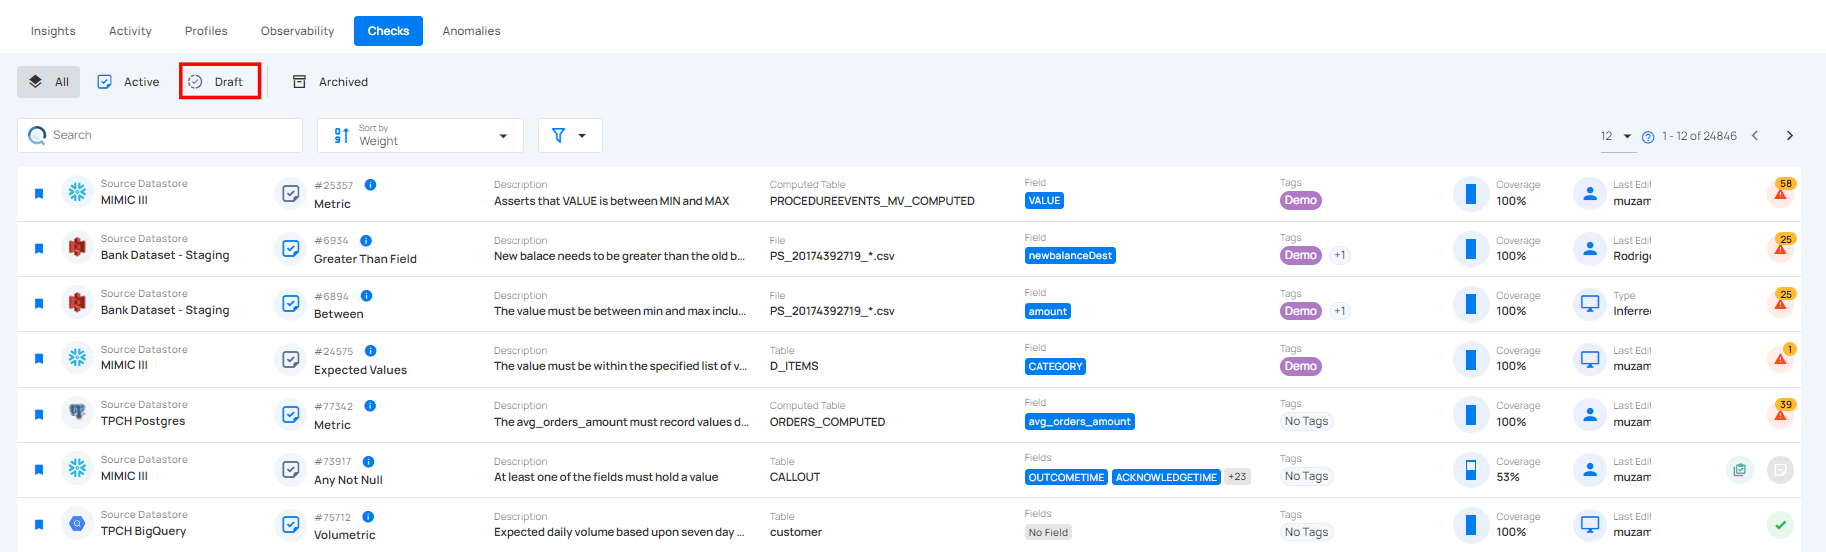 Insights Activity Profiles Observability Checks Anomalies
All Active Draft Archived
Search Sort by Weight 12 1 - 12 of 24846
Source Datastore #25357 Description Computed Table Field Tags Coverage Last Edit 58
MIMIC III Metric Asserts that VALUE is between MIN and MAX PROCEDUREEVENTS_MV_COMPUTED VALUE Demo 100% muzam
Source Datastore #6934 Description File Field Tags Coverage Last Edit 25
Bank Dataset - Staging Greater Than Field New balace needs to be greater than the old b... PS_20174392719_*.csv newbalanceDest Demo +1 100% Rodrig
Source Datastore #6894 Description File Field Tags Coverage Type 25
Bank Dataset - Staging Between The value must be between min and max inclu... PS_20174392719_*.csv amount Demo +1 100% Inferre
Source Datastore #24575 Description Table Field Tags Coverage Last Edit 1
MIMIC III Expected Values The value must be within the specified list of v... D_ITEMS CATEGORY Demo 100% muzam
Source Datastore #77342 Description Computed Table Field Tags Coverage Last Edit 39
TPCH Postgres Metric The avg_orders_amount must record values d... ORDERS_COMPUTED avg_orders_amount No Tags 100% muzam
Source Datastore #73917 Description Table Fields Tags Coverage Last Edit
MIMIC III Any Not Null At least one of the fields must hold a value CALLOUT OUTCOMETIME ACKNOWLEDGETIME +23 No Tags 53% muzam
Source Datastore #75712 Description Table Fields Tags Coverage Last Edit
TPCH BigQuery Volumetric Expected daily volume based upon seven day ... customer No Field No Tags 100% muzam